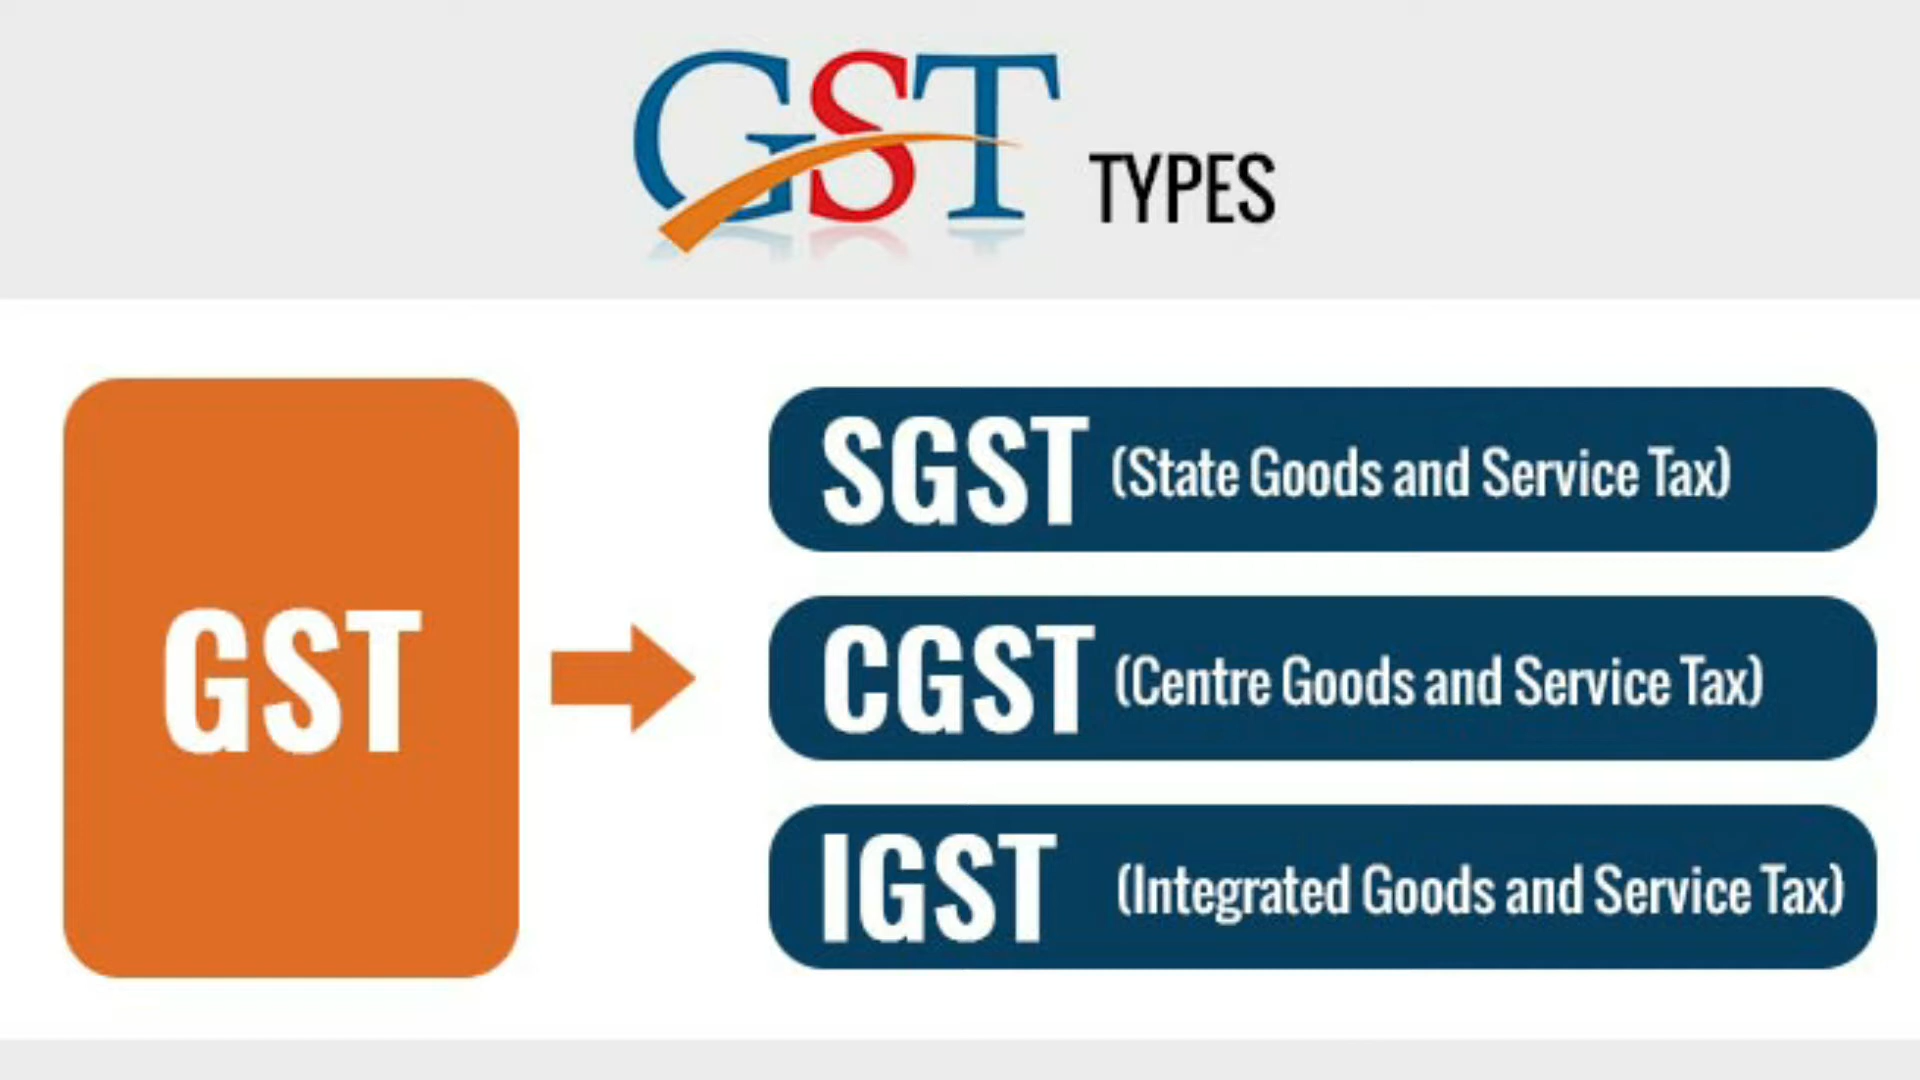 GST TYPES
GST
SGST (State Goods and Service Tax)
CGST (Centre Goods and Service Tax)
IGST (Integrated Goods and Service Tax)